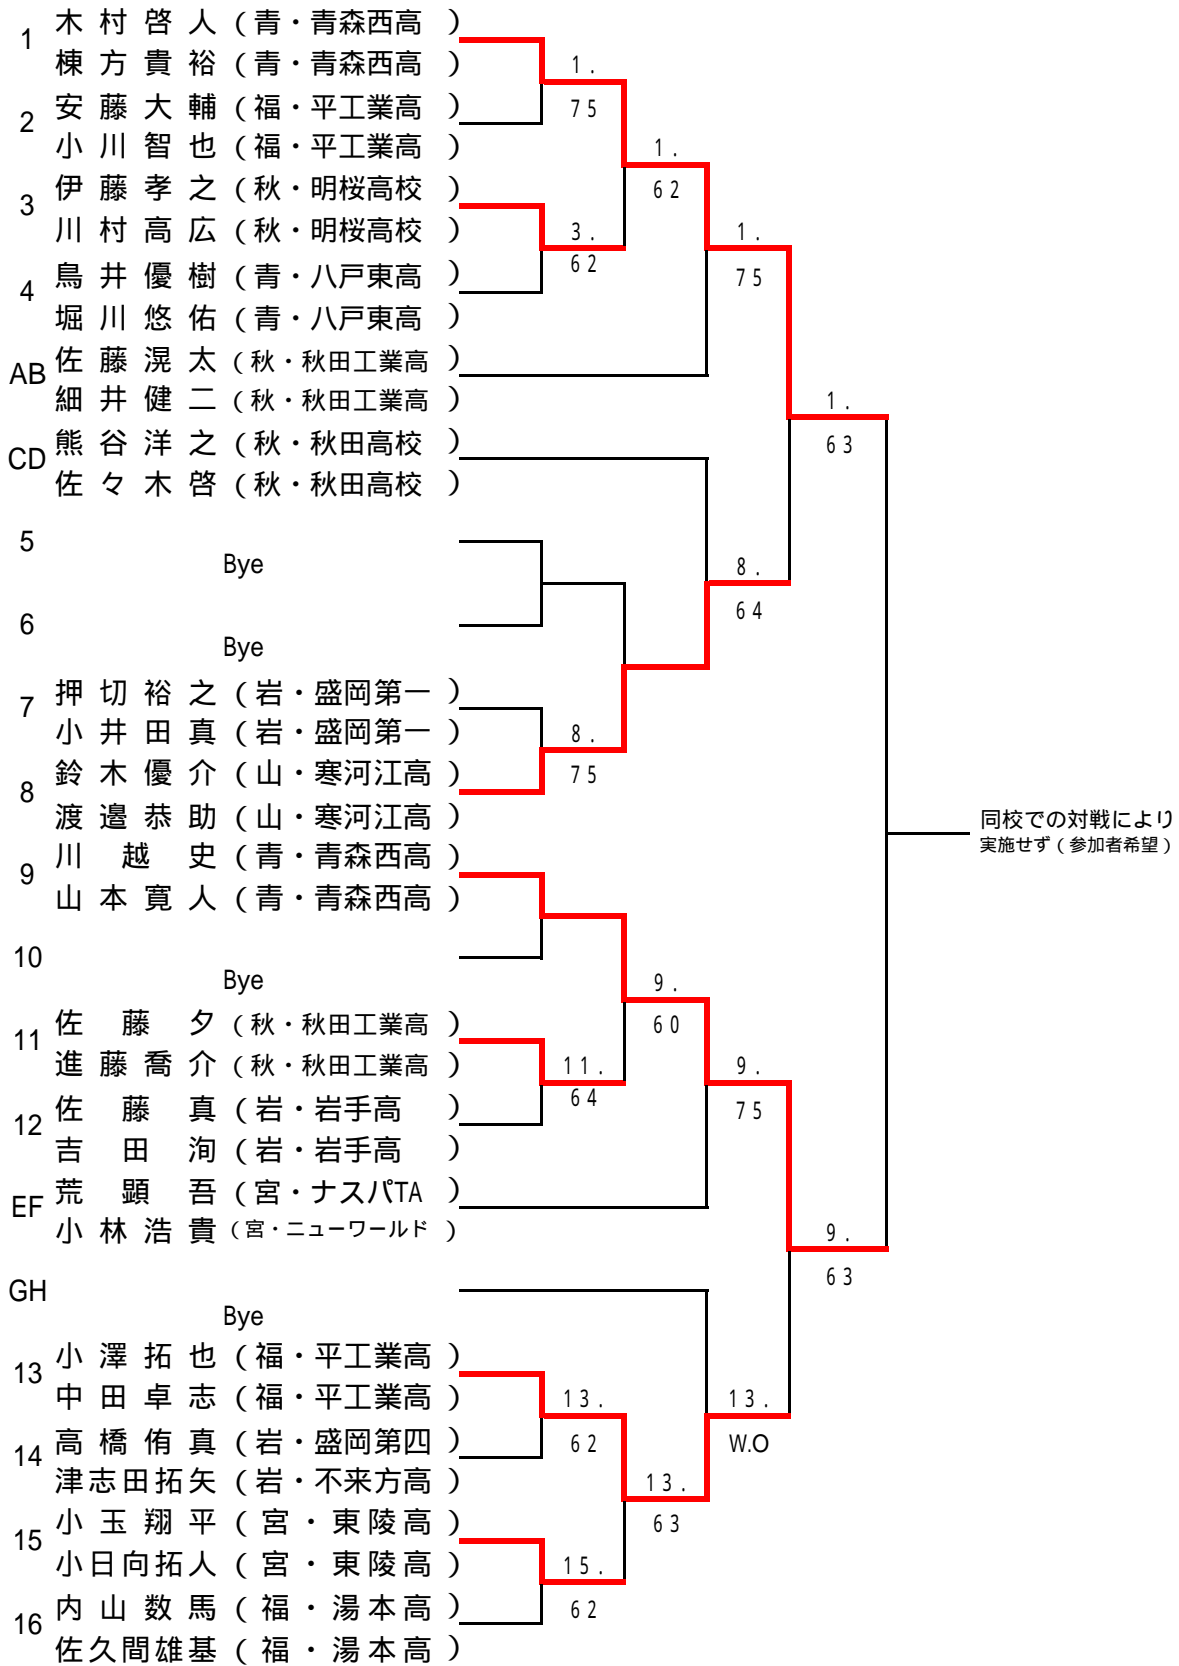 1 木村啓人 (青・青森西高)
棟方貴裕 (青・青森西高)
1.
75
2 安藤大輔 (福・平工業高)
小川智也 (福・平工業高)
1.
62
3 伊藤孝之 (秋・明桜高校)
川村高広 (秋・明桜高校)
3.
62
1.
75
4 鳥井優樹 (青・八戸東高)
堀川悠佑 (青・八戸東高)
AB 佐藤滉太 (秋・秋田工業高)
細井健二 (秋・秋田工業高)
1.
63
CD 熊谷洋之 (秋・秋田高校)
佐々木啓 (秋・秋田高校)
5
Bye
8.
64
6
Bye
7 押切裕之 (岩・盛岡第一)
小井田真 (岩・盛岡第一)
8.
75
8 鈴木優介 (山・寒河江高)
渡邉恭助 (山・寒河江高)
同校での対戦により
実施せず(参加者希望)
9 川越史 (青・青森西高)
山本寛人 (青・青森西高)
10
Bye
9.
60
11 佐藤夕 (秋・秋田工業高)
進藤喬介 (秋・秋田工業高)
11.
64
9.
75
12 佐藤真 (岩・岩手高)
吉田洵 (岩・岩手高)
EF 荒顕吾 (宮・ナスパTA)
小林浩貴 (宮・ニューワールド)
9.
63
GH
Bye
13 小澤拓也 (福・平工業高)
中田卓志 (福・平工業高)
13.
62
13.
W.O
14 高橋侑真 (岩・盛岡第四)
津志田拓矢 (岩・不来方高)
13.
63
15 小玉翔平 (宮・東陵高)
小日向拓人 (宮・東陵高)
15.
62
16 内山数馬 (福・湯本高)
佐久間雄基 (福・湯本高)